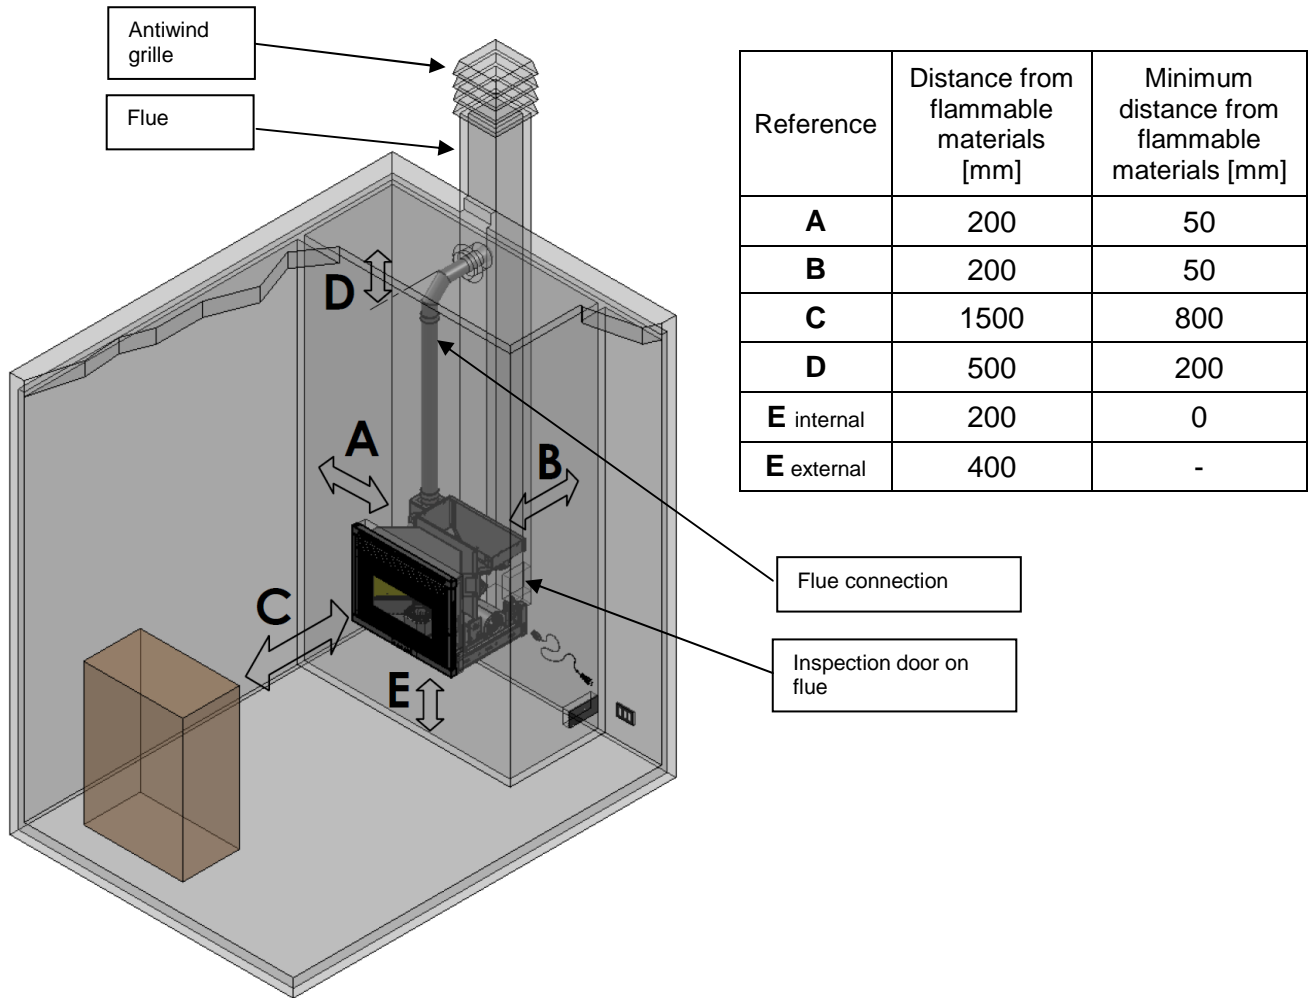 Antiwind
grille
Flue
D
A
B
C
E
Flue connection
Inspection door on
flue
Reference
Distance from
flammable
materials
[mm]
Minimum
distance from
flammable
materials [mm]
A 200 50
B 200 50
C 1500 800
D 500 200
E internal 200 0
E external 400 -